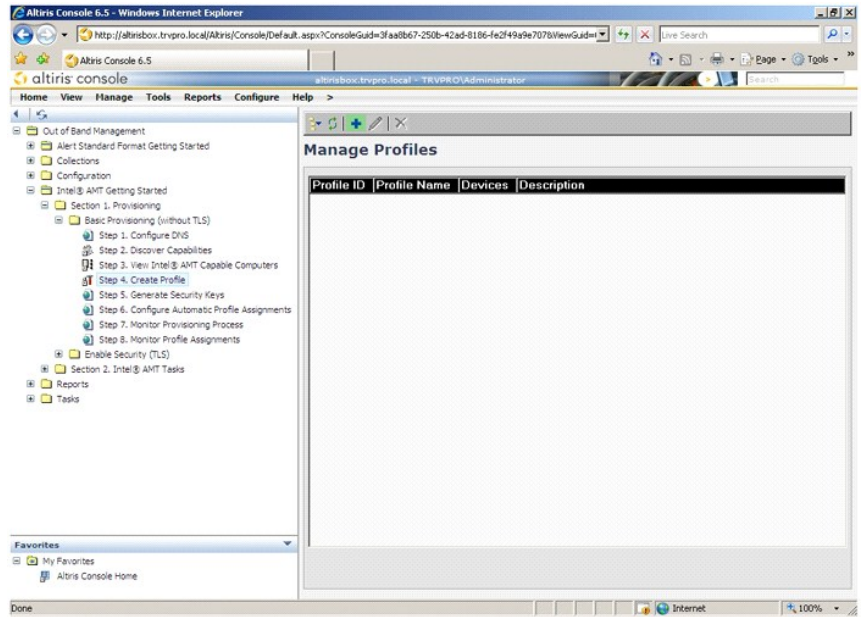 Altiris Console 6.5 - Windows Internet Explorer
http://altirisbox.trvpro.local/Altiris/Console/Default.aspx?ConsoleGuid=3faa8b67-250b-42ad-8186-fe2f49a9e707&ViewGuid=
Live Search
Altiris Console 6.5
Page
Tools
»
altiris console
altirisbox.trvpro.local - TRVPRO\Administrator
Search
Home View Manage Tools Reports Configure Help >
Out of Band Management
Alert Standard Format Getting Started
Collections
Configuration
Intel® AMT Getting Started
Section 1. Provisioning
Basic Provisioning (without TLS)
Step 1. Configure DNS
Step 2. Discover Capabilities
Step 3. View Intel® AMT Capable Computers
Step 4. Create Profile
Step 5. Generate Security Keys
Step 6. Configure Automatic Profile Assignments
Step 7. Monitor Provisioning Process
Step 8. Monitor Profile Assignments
Enable Security (TLS)
Section 2. Intel® AMT Tasks
Reports
Tasks
Manage Profiles
Profile ID Profile Name Devices Description
Favorites
My Favorites
Altiris Console Home
Done
Internet
100%